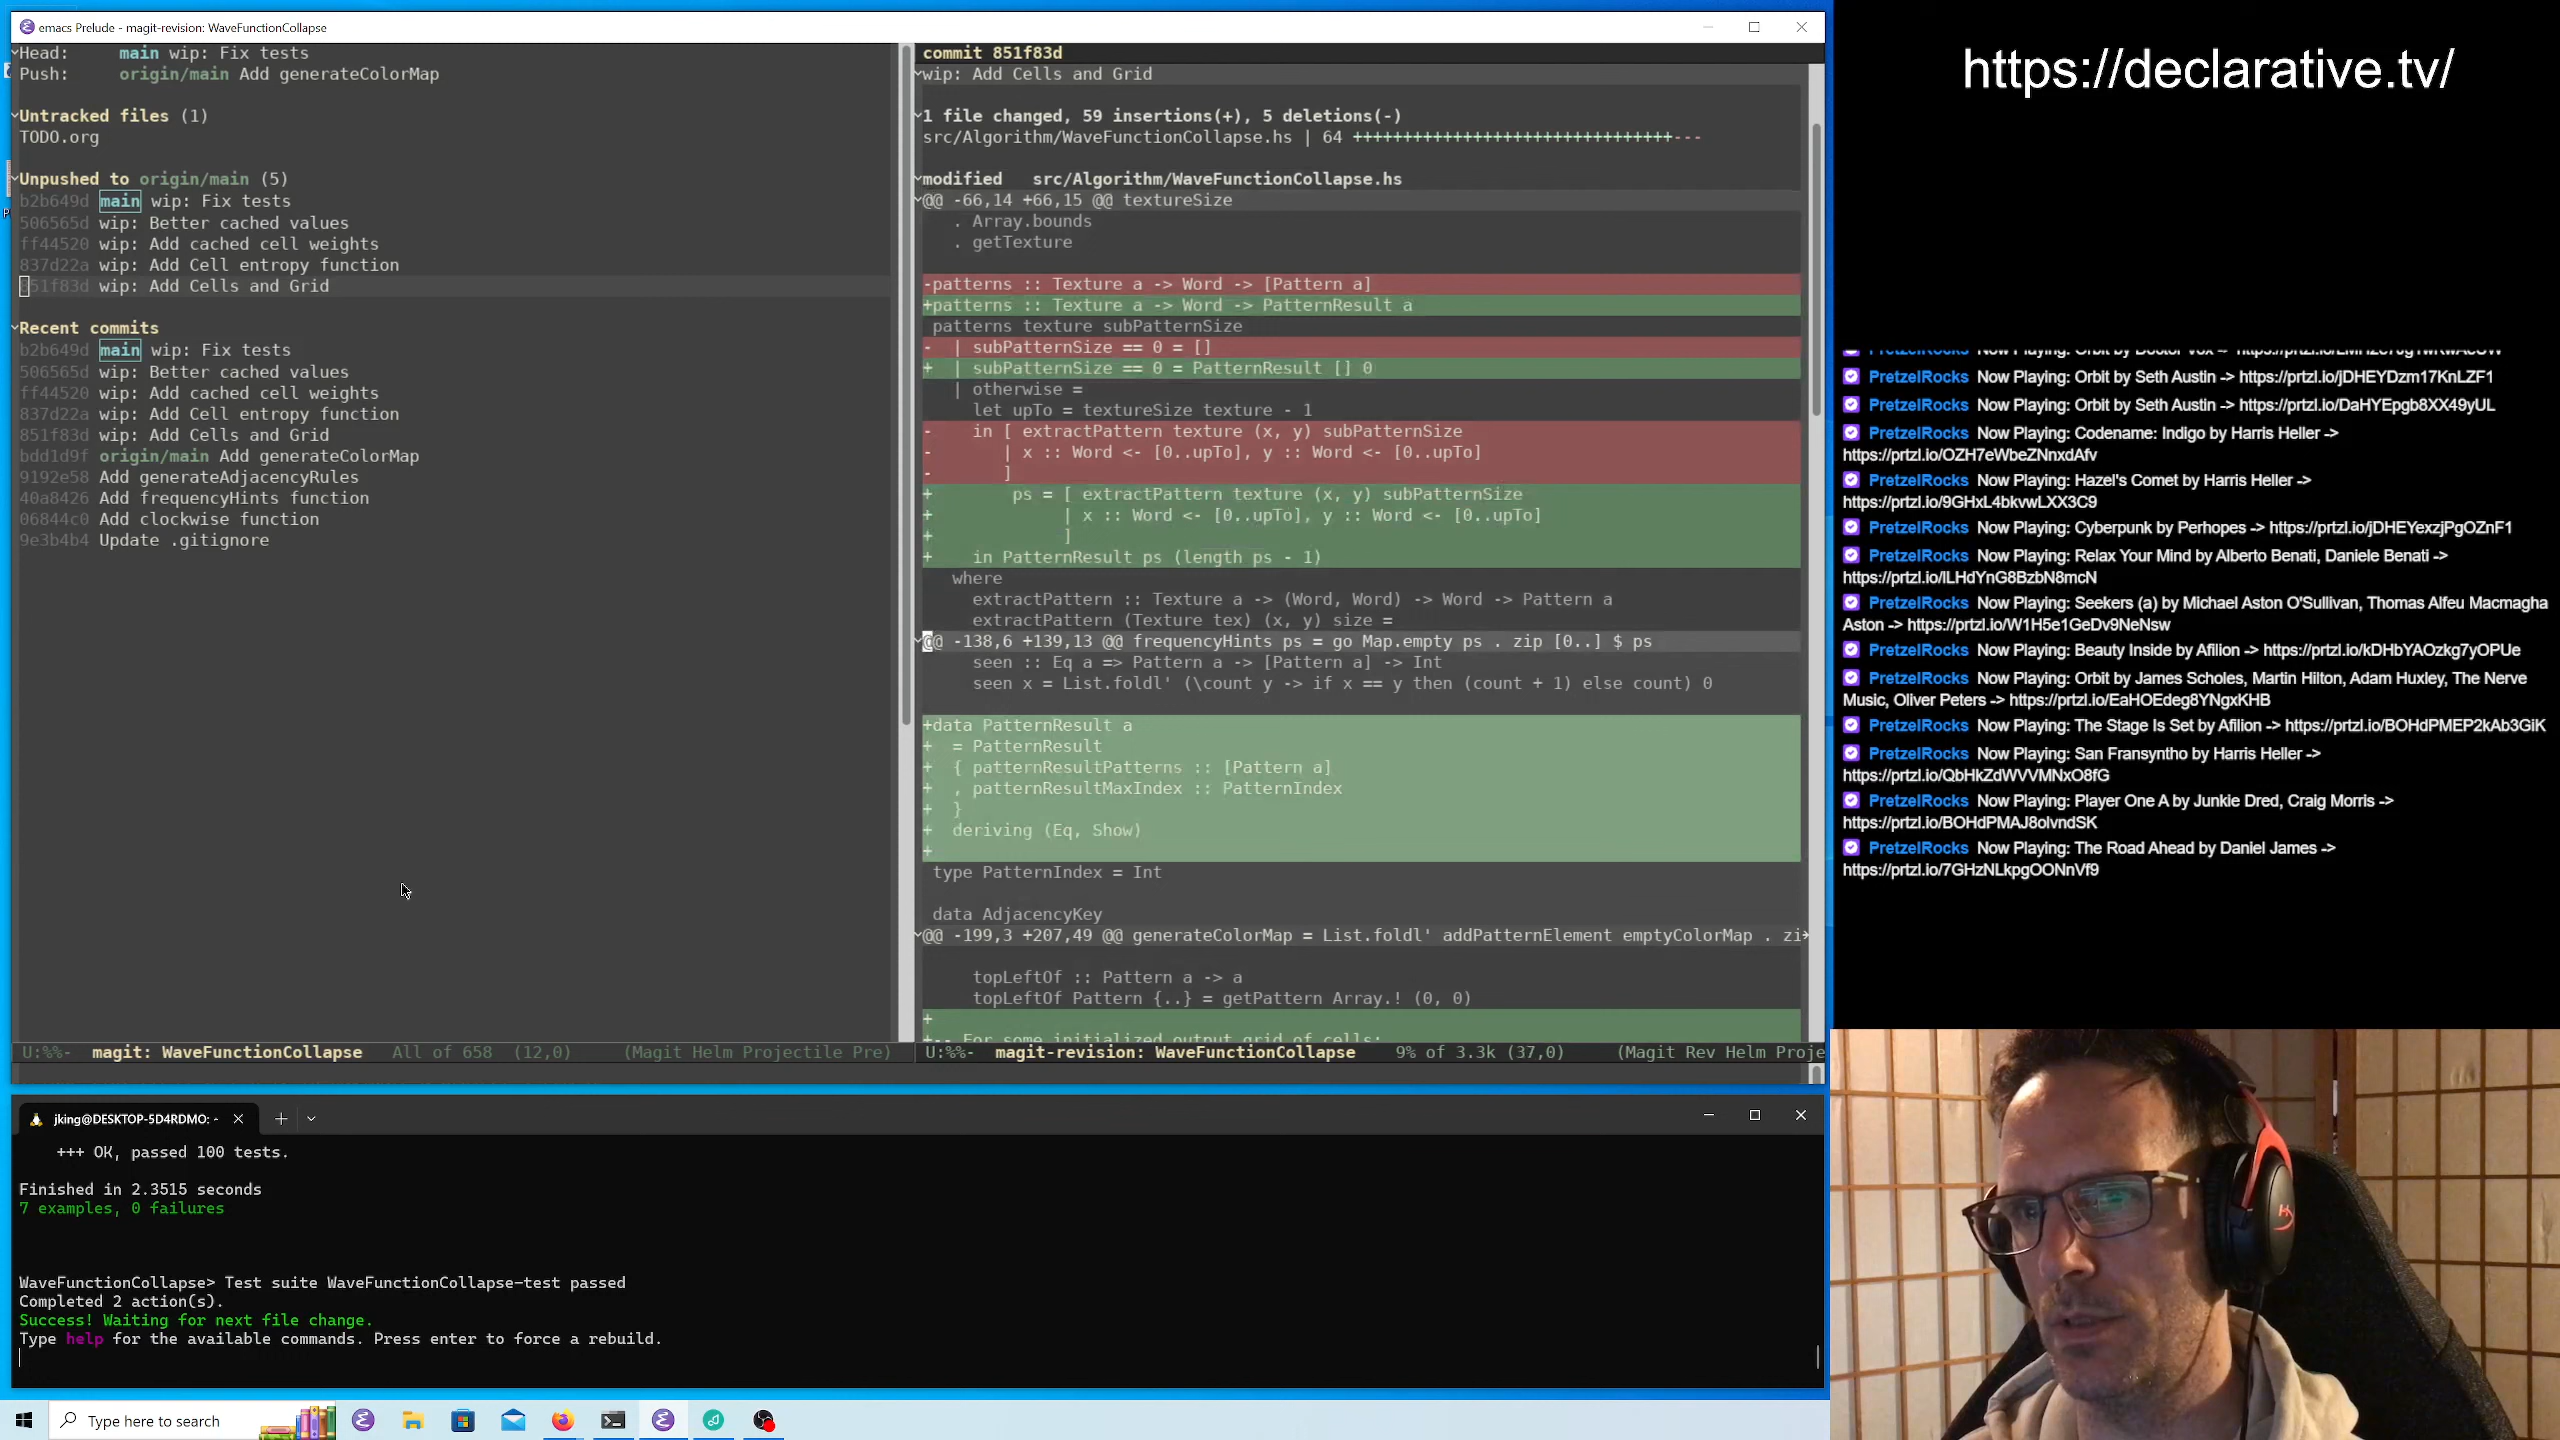 emacs Prelude - magit-revision: WaveFunctionCollapse
Head: main wip: Fix tests
Push: origin/main Add generateColorMap
Untracked files (1)
TODO.org
Unpushed to origin/main (5)
b2b649d main wip: Fix tests
506565d wip: Better cached values
ff44520 wip: Add cached cell weights
837d22a wip: Add Cell entropy function
851f83d wip: Add Cells and Grid
Recent commits
b2b649d main wip: Fix tests
506565d wip: Better cached values
ff44520 wip: Add cached cell weights
837d22a wip: Add Cell entropy function
851f83d wip: Add Cells and Grid
bdd1d9f origin/main Add generateColorMap
9192e58 Add generateAdjacencyRules
40a8426 Add frequencyHints function
06844c0 Add clockwise function
9e3b4b4 Update .gitignore
U:%%- magit: WaveFunctionCollapse All of 658 (12,0) (Magit Helm Projectile Pre)
commit 851f83d
wip: Add Cells and Grid
1 file changed, 59 insertions(+), 5 deletions(-)
src/Algorithm/WaveFunctionCollapse.hs | 64 ++++++++++++++++++++++++++++++++---
modified src/Algorithm/WaveFunctionCollapse.hs
@@ -66,14 +66,15 @@ textureSize
. Array.bounds
. getTexture
-patterns :: Texture a -> Word -> [Pattern a]
+patterns :: Texture a -> Word -> PatternResult a
patterns texture subPatternSize
- | subPatternSize == 0 = []
+ | subPatternSize == 0 = PatternResult [] 0
| otherwise =
let upTo = textureSize texture - 1
- in [ extractPattern texture (x, y) subPatternSize
- | x :: Word <- [0..upTo], y :: Word <- [0..upTo]
- ]
+ ps = [ extractPattern texture (x, y) subPatternSize
+ | x :: Word <- [0..upTo], y :: Word <- [0..upTo]
+ ]
+ in PatternResult ps (length ps - 1)
where
extractPattern :: Texture a -> (Word, Word) -> Word -> Pattern a
extractPattern (Texture tex) (x, y) size =
@@ -138,6 +139,13 @@ frequencyHints ps = go Map.empty ps . zip [0..] $ ps
seen :: Eq a => Pattern a -> [Pattern a] -> Int
seen x = List.foldl' (\count y -> if x == y then (count + 1) else count) 0
+data PatternResult a
+ = PatternResult
+ { patternResultPatterns :: [Pattern a]
+ , patternResultMaxIndex :: PatternIndex
+ }
+ deriving (Eq, Show)
+
type PatternIndex = Int
data AdjacencyKey
@@ -199,3 +207,49 @@ generateColorMap = List.foldl' addPatternElement emptyColorMap . zi
topLeftOf :: Pattern a -> a
topLeftOf Pattern {..} = getPattern Array.! (0, 0)
+
+-- For some initialized output grid of cells:
U:%%- magit-revision: WaveFunctionCollapse 9% of 3.3k (37,0) (Magit Rev Helm Proje
jking@DESKTOP-5D4RDMO: -
+++ OK, passed 100 tests.
Finished in 2.3515 seconds
7 examples, 0 failures
WaveFunctionCollapse> Test suite WaveFunctionCollapse-test passed
Completed 2 action(s).
Success! Waiting for next file change.
Type help for the available commands. Press enter to force a rebuild.
Type here to search
https://declarative.tv/
PretzelRocks Now Playing: Orbit by Seth Austin -> https://prtzl.io/jDHEYDzm17KnLZF1
PretzelRocks Now Playing: Orbit by Seth Austin -> https://prtzl.io/DaHYEpgb8XX49yUL
PretzelRocks Now Playing: Codename: Indigo by Harris Heller ->
https://prtzl.io/OZH7eWbeZNnxdAfv
PretzelRocks Now Playing: Hazel's Comet by Harris Heller ->
https://prtzl.io/9GHxL4bkvwLXX3C9
PretzelRocks Now Playing: Cyberpunk by Perhopes -> https://prtzl.io/jDHEYexzjPgOZnF1
PretzelRocks Now Playing: Relax Your Mind by Alberto Benati, Daniele Benati ->
https://prtzl.io/lLHdYnG8BzbN8mcN
PretzelRocks Now Playing: Seekers (a) by Michael Aston O'Sullivan, Thomas Alfeu Macmagha
Aston -> https://prtzl.io/W1H5e1GeDv9NeNsw
PretzelRocks Now Playing: Beauty Inside by Afilion -> https://prtzl.io/kDHbYAOzkg7yOPUe
PretzelRocks Now Playing: Orbit by James Scholes, Martin Hilton, Adam Huxley, The Nerve
Music, Oliver Peters -> https://prtzl.io/EaHOEdeg8YNgxKHB
PretzelRocks Now Playing: The Stage Is Set by Afilion -> https://prtzl.io/BOHdPMEP2kAb3GiK
PretzelRocks Now Playing: San Fransyntho by Harris Heller ->
https://prtzl.io/QbHkZdWVVMNxO8fG
PretzelRocks Now Playing: Player One A by Junkie Dred, Craig Morris ->
https://prtzl.io/BOHdPMAJ8olvndSK
PretzelRocks Now Playing: The Road Ahead by Daniel James ->
https://prtzl.io/7GHzNLkpgOONnVf9